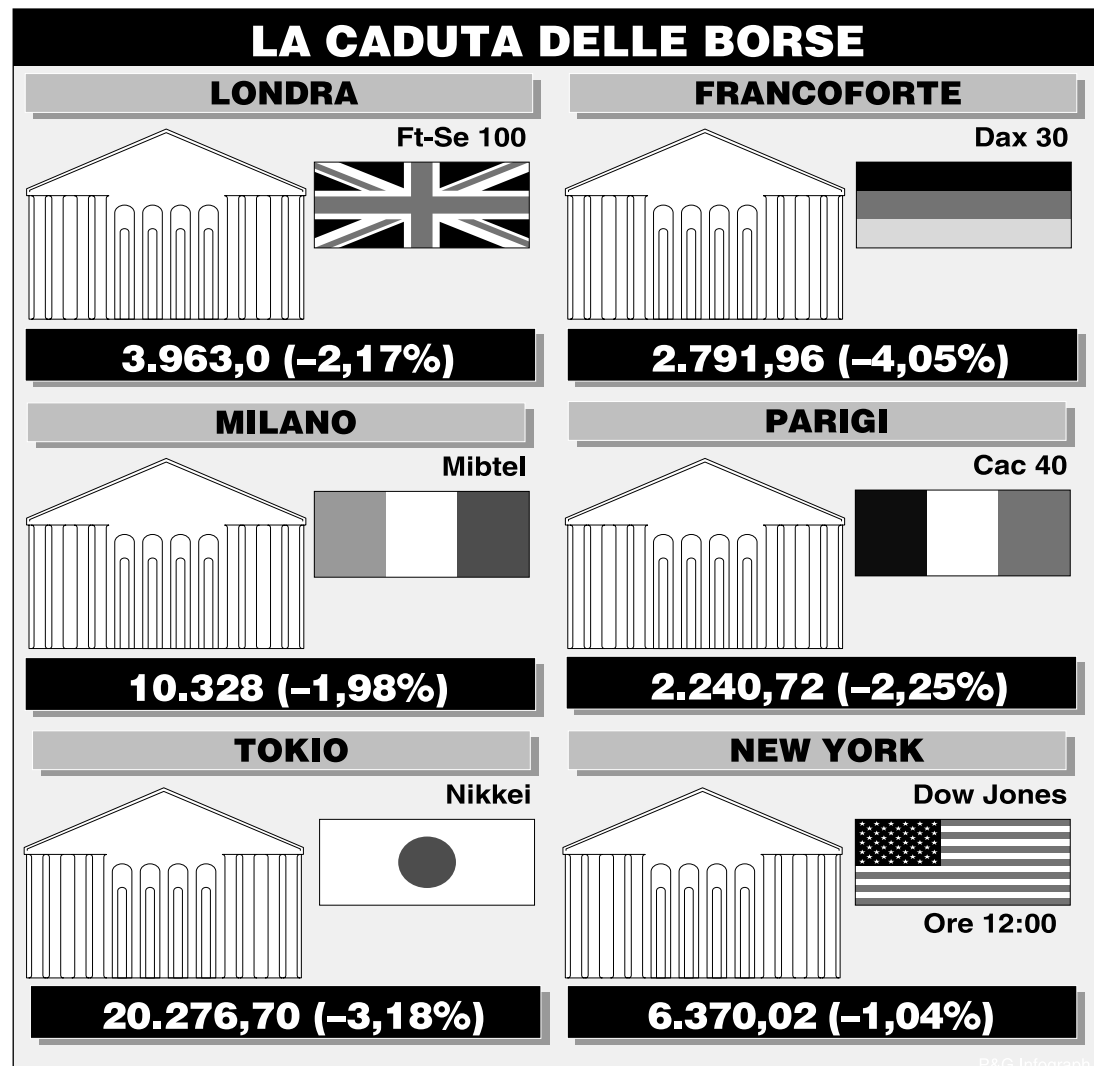 LA CADUTA DELLE BORSE
LONDRA
Ft-Se 100
3.963,0 (–2,17%)
FRANCOFORTE
Dax 30
2.791,96 (–4,05%)
MILANO
Mibtel
10.328 (–1,98%)
PARIGI
Cac 40
2.240,72 (–2,25%)
TOKIO
Nikkei
20.276,70 (–3,18%)
NEW YORK
Dow Jones
Ore 12:00
6.370,02 (–1,04%)
P&G Infograph